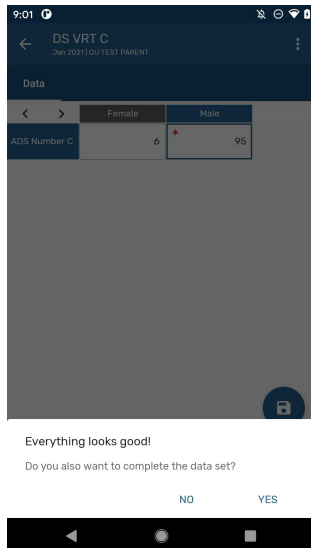 9:01
DS VRT C
Jan 2021 | OU TEST PARENT
Data
Female Male
ADS Number C 6 * 95
Everything looks good!
Do you also want to complete the data set?
NO YES